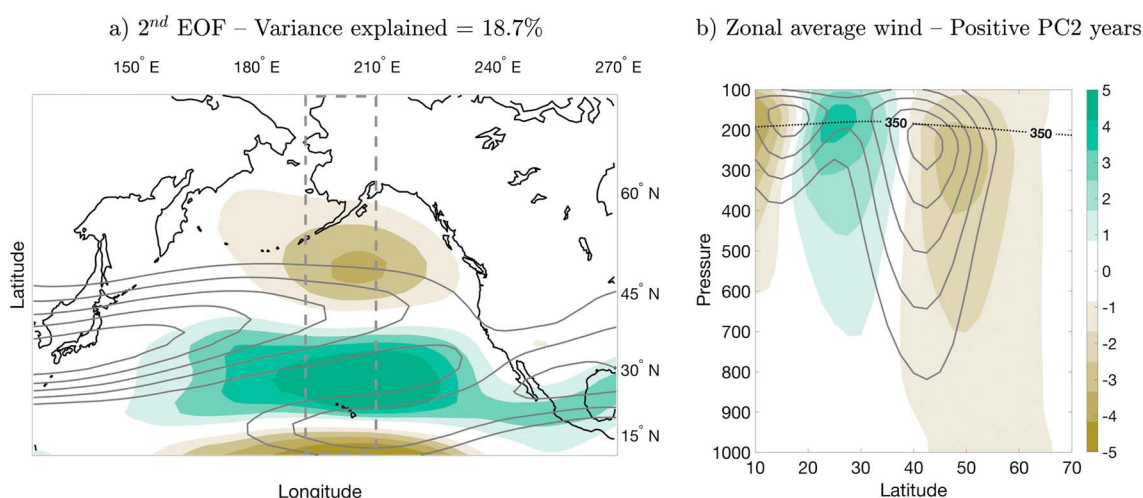 a) 2nd EOF – Variance explained = 18.7%
150 ° E 180 ° E 210 ° E 240 ° E 270 ° E
60 ° N
45 ° N
30 ° N
15 ° N
Latitude
Longitude
b) Zonal average wind – Positive PC2 years
100
200
300
400
500
600
700
800
900
1000
Pressure
350
350
10 20 30 40 50 60 70
Latitude
5
4
3
2
1
0
-1
-2
-3
-4
-5